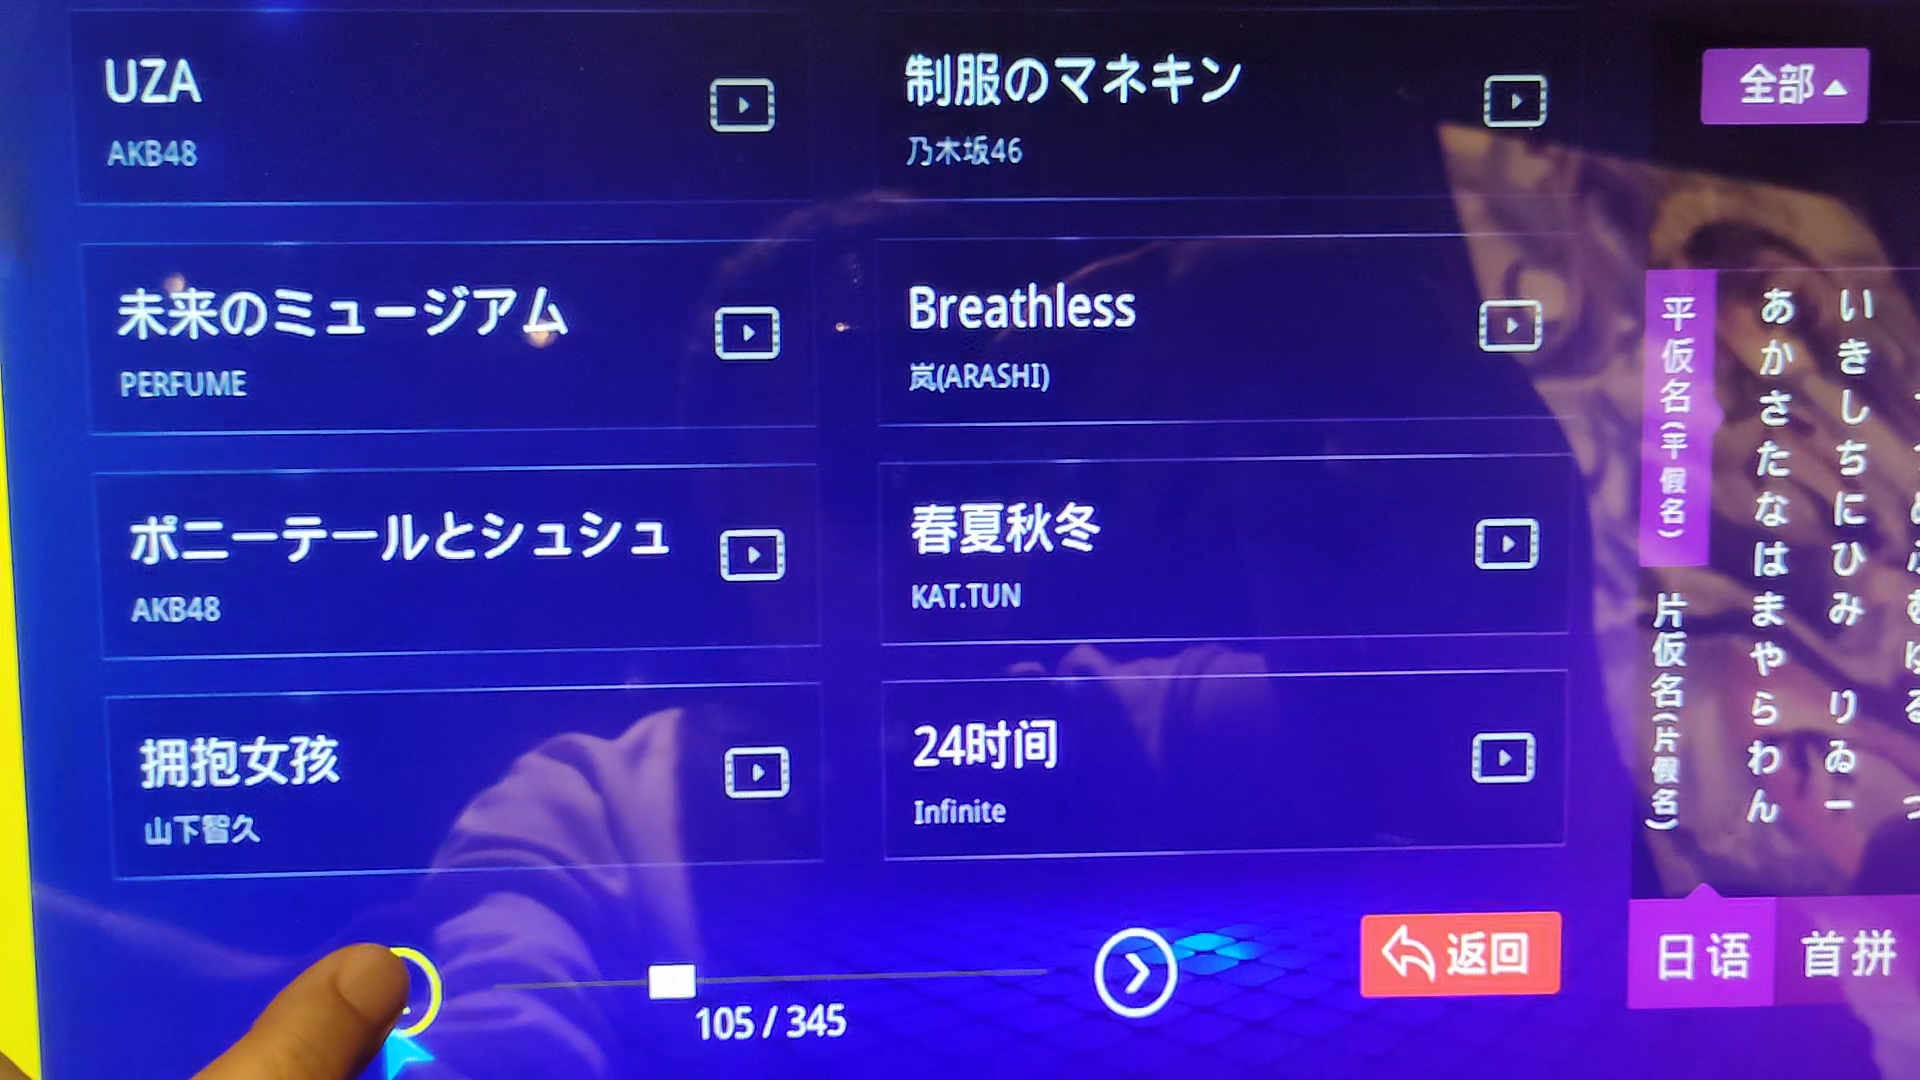 UZA
AKB48
制服のマネキン
乃木坂46
未来のミュージアム
PERFUME
Breathless
岚(ARASHI)
ポニーテールとシュシュ
AKB48
春夏秋冬
KAT.TUN
拥抱女孩
山下智久
24时间
Infinite
105 / 345
返回
全部
平仮名(平假名)
片仮名(片假名)
あかさたなはまやらわん
いきしちにひみ りゐー
日语
首拼